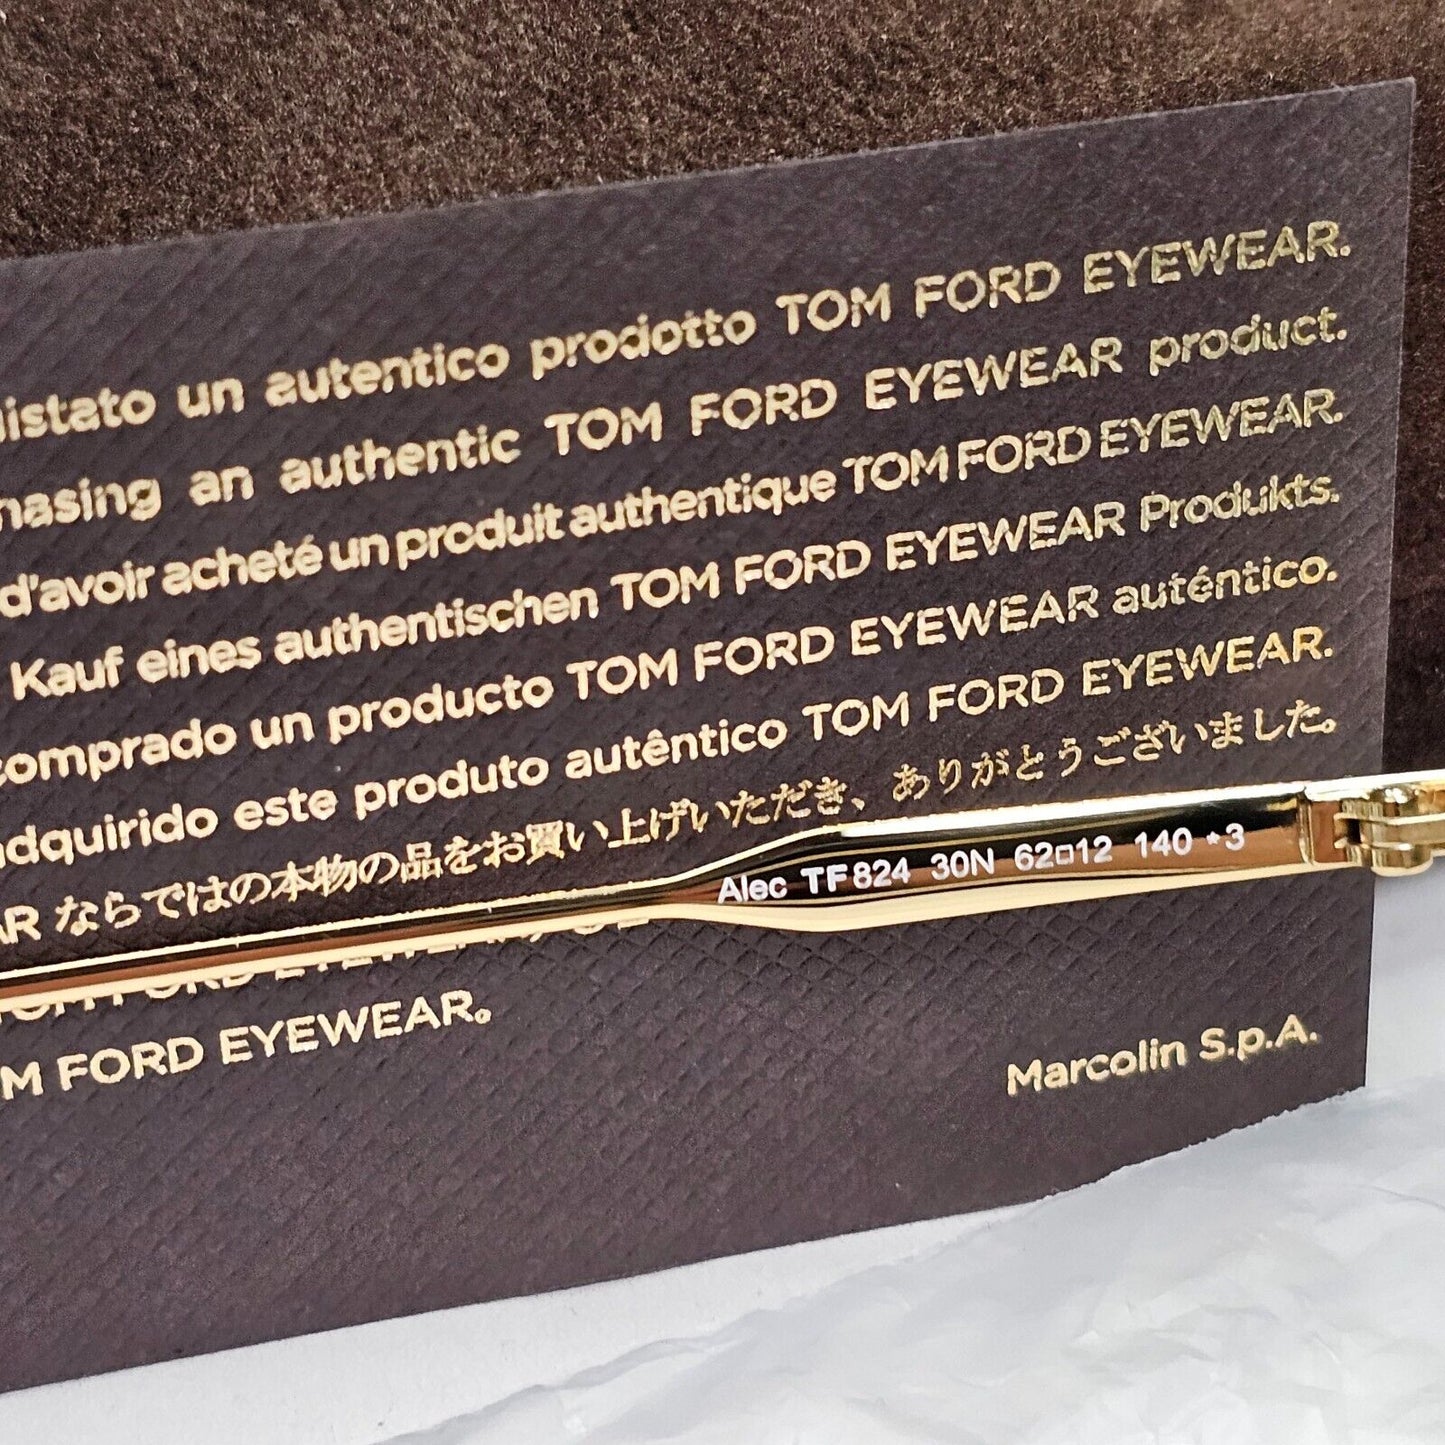 un autentico prodotto TOM FORD EYEWEAR.
an authentic TOM FORD EYEWEAR product.
d'avoir acheté un produit authentique TOM FORD EYEWEAR.
Kauf eines authentischen TOM FORD EYEWEAR Produkts.
comprado un producto TOM FORD EYEWEAR auténtico.
adquirido este produto autêntico TOM FORD EYEWEAR.
ならではの本物の品をお買い上げいただき、ありがとうございました。
Alec TF824 30N 62□12 140 *3
TOM FORD EYEWEAR
FORD EYEWEAR。
Marcolin S.p.A.